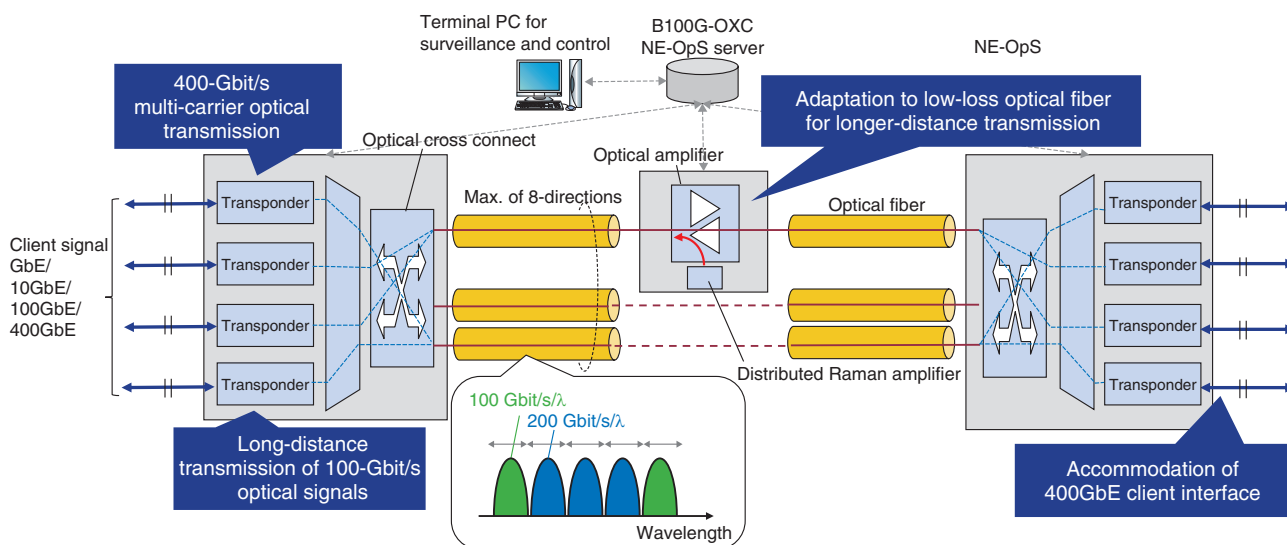 Terminal PC for
surveillance and control
B100G-OXC
NE-OpS server
NE-OpS
400-Gbit/s
multi-carrier optical
transmission
Adaptation to low-loss optical fiber
for longer-distance transmission
Optical cross connect
Optical amplifier
Transponder
Max. of 8-directions
Optical fiber
Transponder
Client signal
GbE/
10GbE/
100GbE/
400GbE
Transponder
Transponder
Transponder
Transponder
Transponder
Transponder
Distributed Raman amplifier
100 Gbit/s/λ
200 Gbit/s/λ
Wavelength
Long-distance
transmission of 100-Gbit/s
optical signals
Accommodation of
400GbE client interface